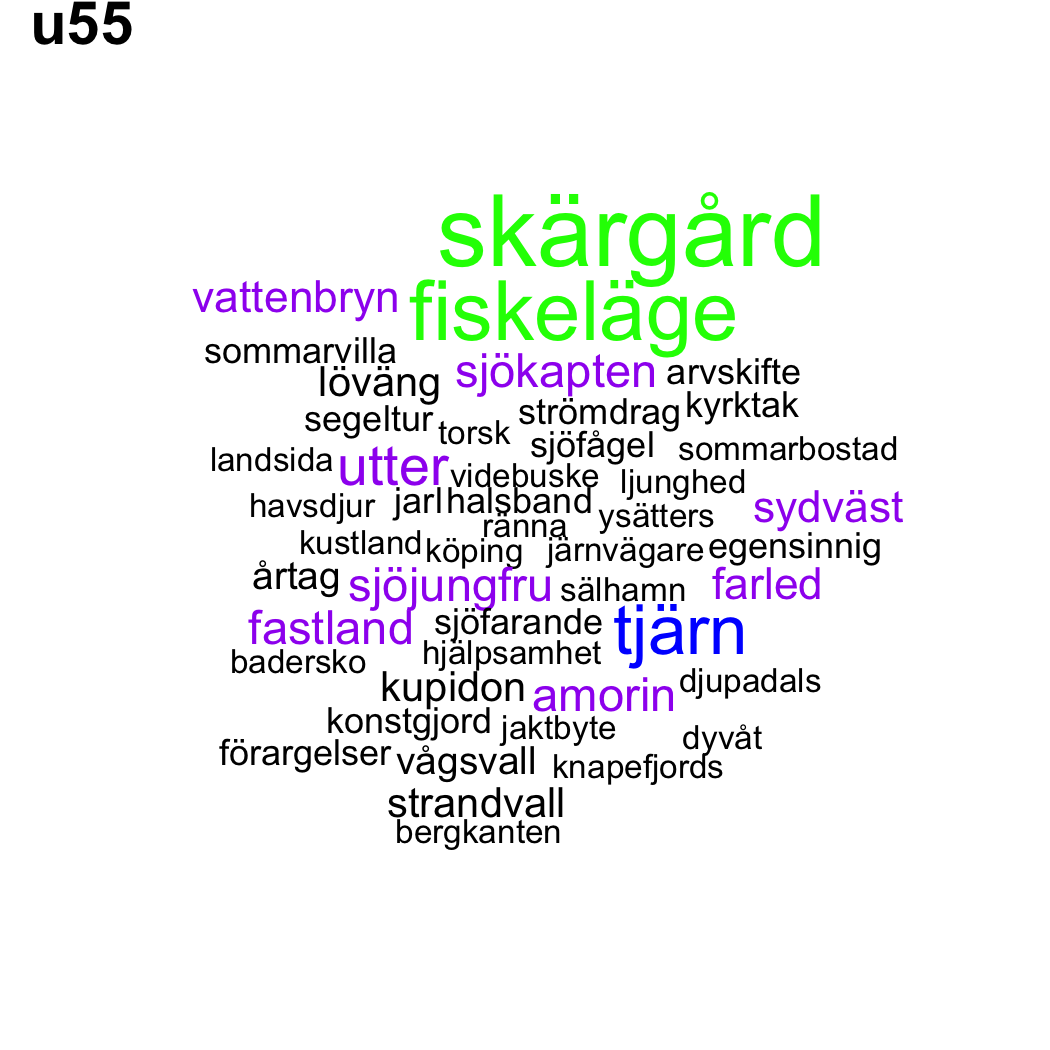 u55
skärgård
vattenbryn fiskeläge
sommarvilla
löväng sjökapten arvskifte
segeltur torsk strömdrag kyrktak
sjöfågel sommarbostad
landsida utter videbuske ljunghed
havsdjur jarl halsband ysätters sydväst
ränna
kustland köping järnvägare egensinnig
årtag sjöjungfru sälhamn farled
fastland sjöfarande tjärn
badersko hjälpsamhet
kupidon amorin djupadals
konstgjord jaktbyte dyvåt
förargelser vågsvall knapefjords
strandvall
bergkanten